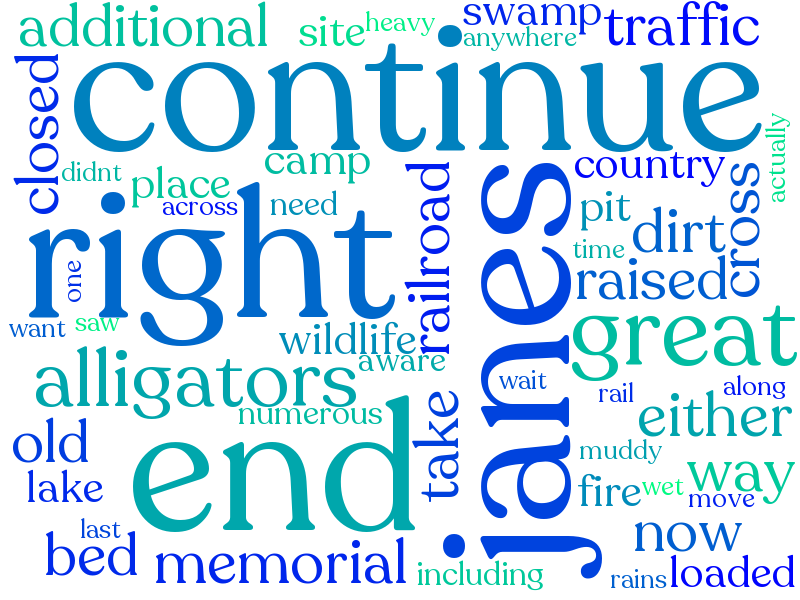 additional
site
heavy
swamp
traffic
anywhere
continue
closed
didnt
place
camp
across
need
railroad
janes
country
actually
pit
dirt
cross
time
raised
right
one
want
saw
wildlife
aware
great
alligators
numerous
take
wait
rail
along
either
old
lake
end
muddy
fire
wet
way
move
last
bed
memorial
including
now
rains
loaded